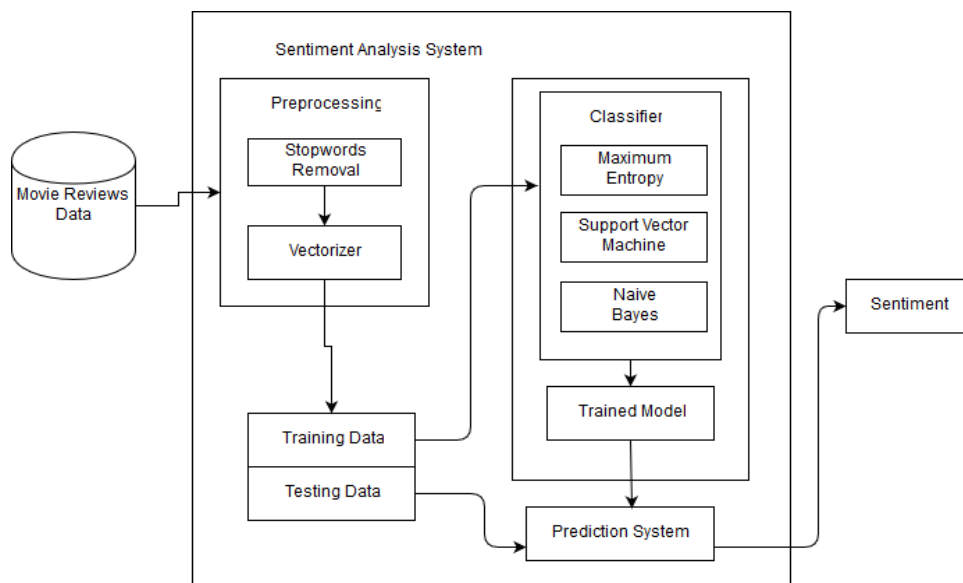 Sentiment Analysis System
Preprocessing
Stopwords
Removal
Vectorizer
Movie Reviews
Data
Classifier
Maximum
Entropy
Support Vector
Machine
Naive
Bayes
Trained Model
Training Data
Testing Data
Prediction System
Sentiment